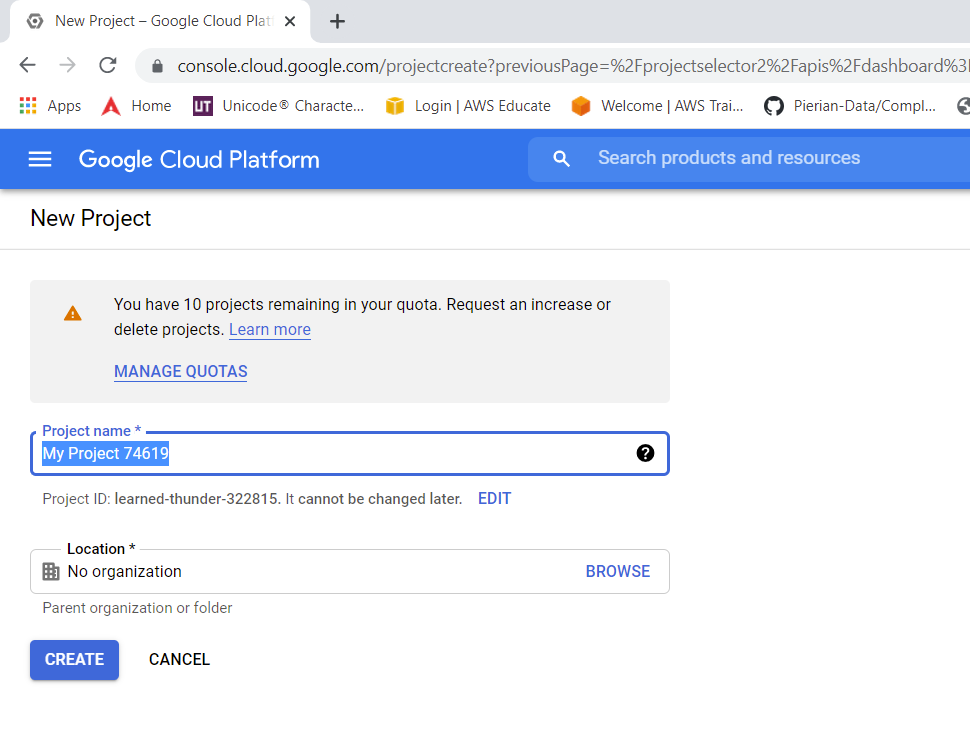 New Project – Google Cloud Plat
console.cloud.google.com/projectcreate?previousPage=%2Fprojectselector2%2Fapis%2Fdashboard%3
Apps Home UT Unicode® Characte... Login | AWS Educate Welcome | AWS Trai... Pierian-Data/Compl...
Google Cloud Platform Search products and resources
New Project
You have 10 projects remaining in your quota. Request an increase or
delete projects. Learn more
MANAGE QUOTAS
Project name *
My Project 74619
Project ID: learned-thunder-322815. It cannot be changed later. EDIT
Location *
No organization BROWSE
Parent organization or folder
CREATE CANCEL